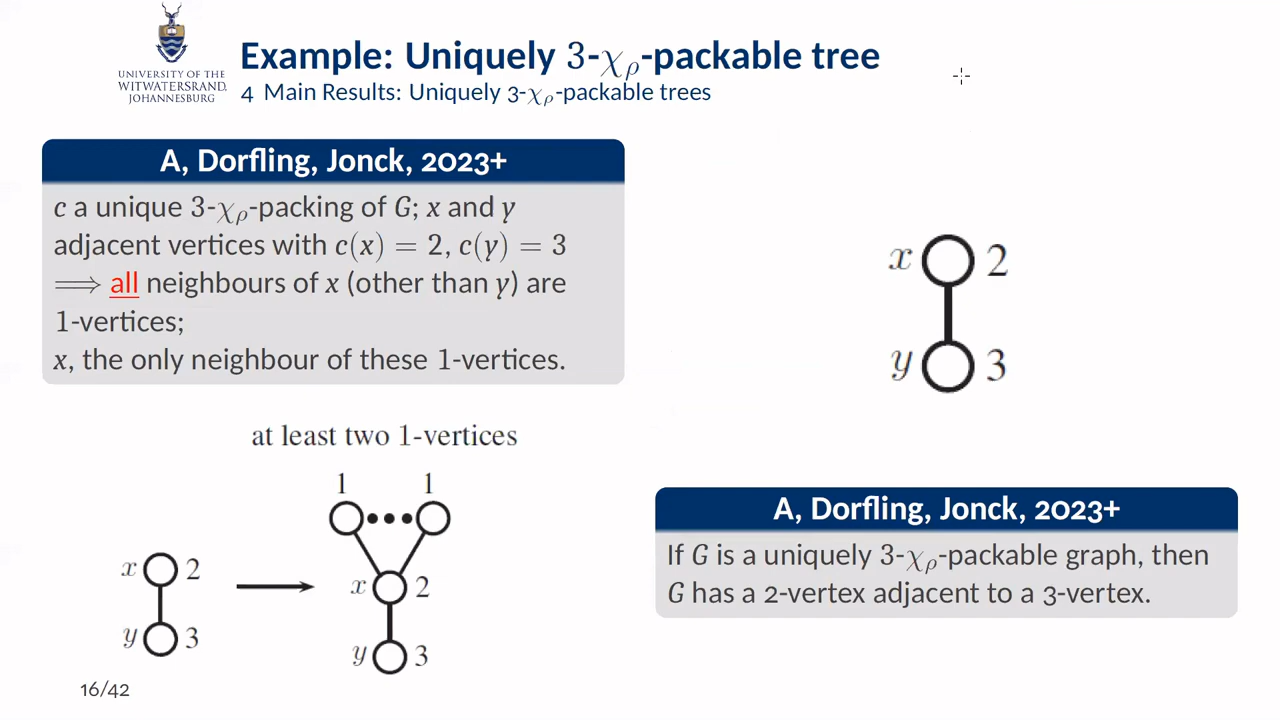 UNIVERSITY OF THE
WITWATERSRAND,
JOHANNESBURG
Example: Uniquely 3-χρ-packable tree
4 Main Results: Uniquely 3-χρ-packable trees
A, Dorfling, Jonck, 2023+
c a unique 3-χρ-packing of G; x and y
adjacent vertices with c(x) = 2, c(y) = 3
⟹ all neighbours of x (other than y) are
1-vertices;
x, the only neighbour of these 1-vertices.
x 2
y 3
at least two 1-vertices
1 1
x 2
y 3
x 2
y 3
A, Dorfling, Jonck, 2023+
If G is a uniquely 3-χρ-packable graph, then
G has a 2-vertex adjacent to a 3-vertex.
16/42